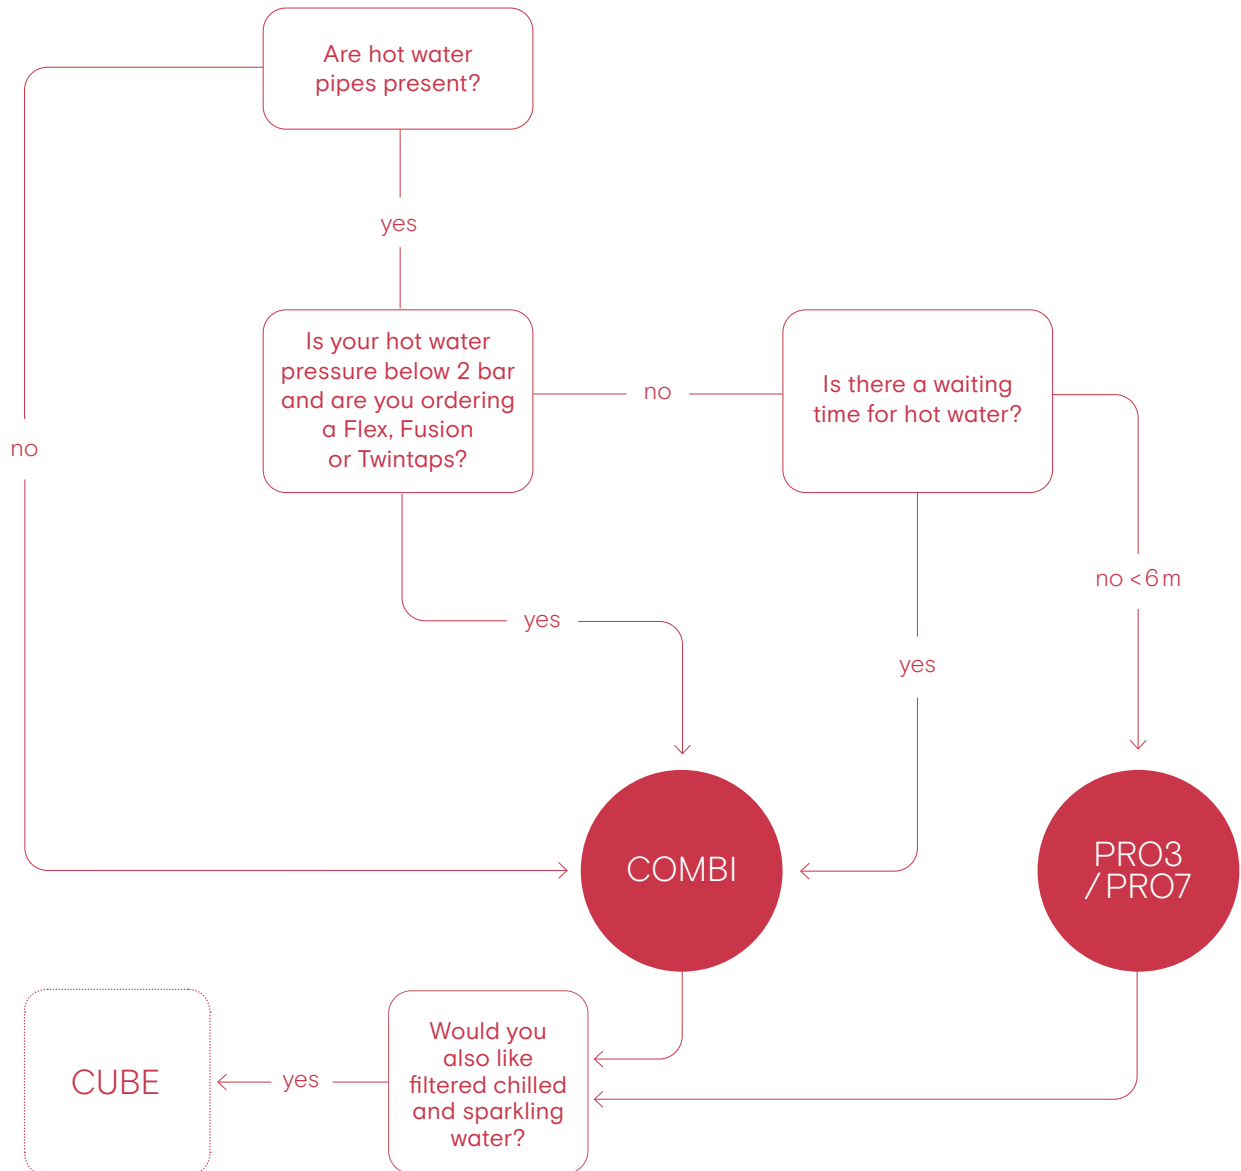 Are hot water
pipes present?
yes
no
Is your hot water
pressure below 2 bar
and are you ordering
a Flex, Fusion
or Twintaps?
no
Is there a waiting
time for hot water?
yes
yes
no <6 m
COMBI
PRO3
/PRO7
Would you
also like
filtered chilled
and sparkling
water?
yes
CUBE